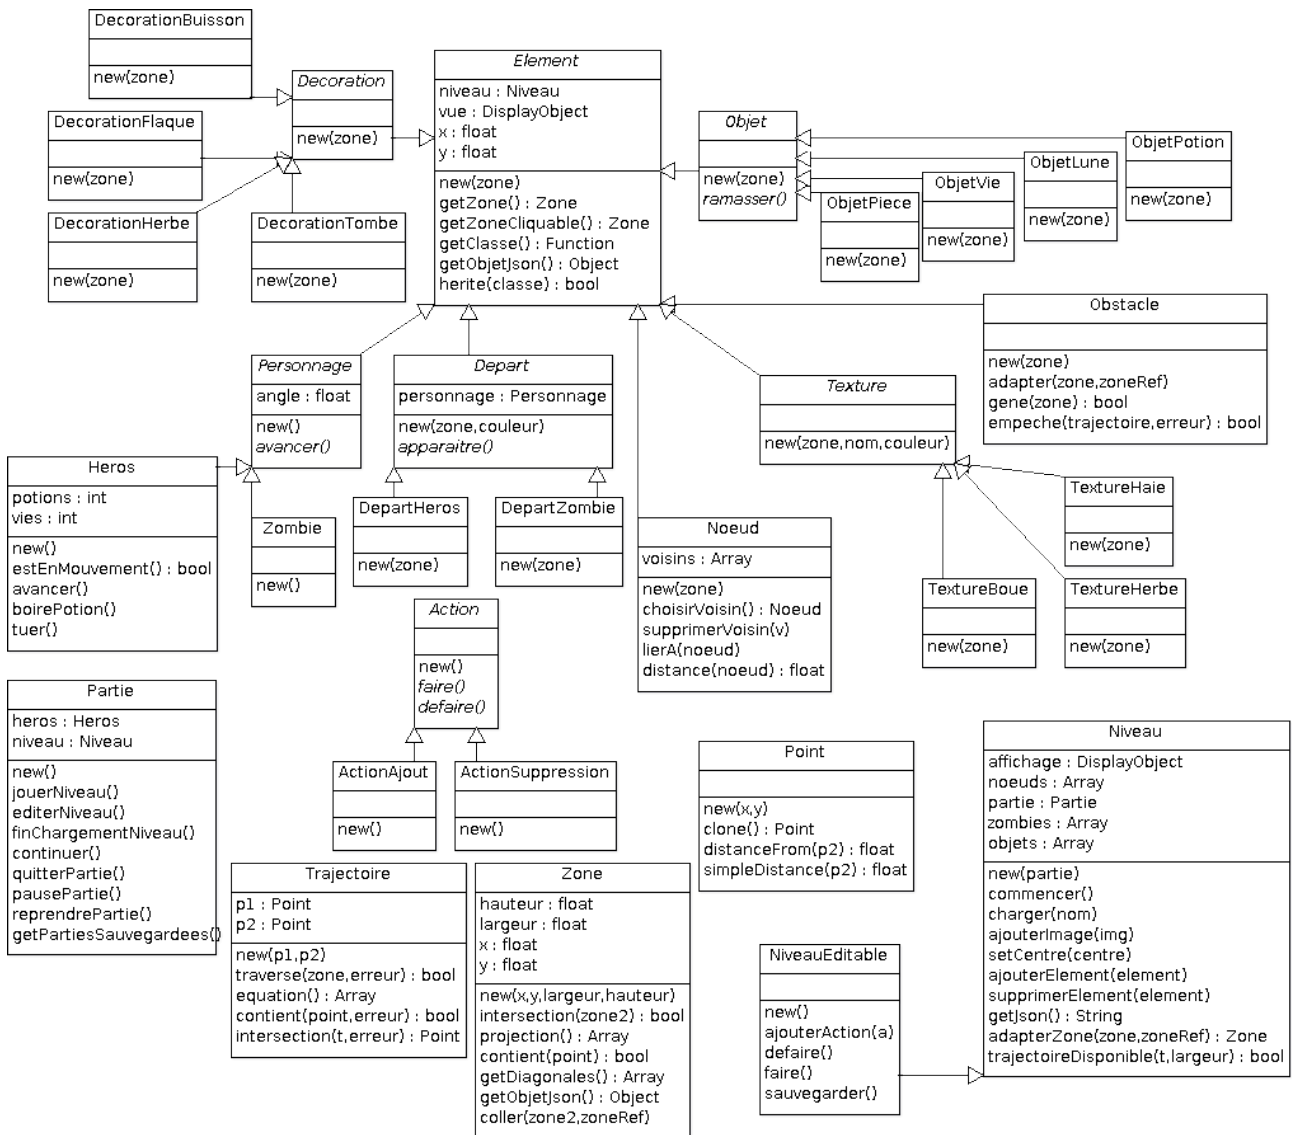 DecorationBuisson
new(zone)
Decoration
new(zone)
DecorationFlaque
new(zone)
DecorationHerbe
new(zone)
DecorationTombe
new(zone)
Element
niveau : Niveau
vue : DisplayObject
x : float
y : float
new(zone)
getZone() : Zone
getZoneCliquable() : Zone
getClasse() : Function
getObjetJson() : Object
herite(classe) : bool
Objet
new(zone)
ramasser()
ObjetPiece
new(zone)
ObjetVie
new(zone)
ObjetLune
new(zone)
ObjetPotion
new(zone)
Obstacle
new(zone)
adapter(zone,zoneRef)
gene(zone) : bool
empeche(trajectoire,erreur) : bool
Personnage
angle : float
new()
avancer()
Depart
personnage : Personnage
new(zone,couleur)
apparaitre()
Texture
new(zone,nom,couleur)
Heros
potions : int
vies : int
new()
estEnMouvement() : bool
avancer()
boirePotion()
tuer()
Zombie
new()
DepartHeros
new(zone)
DepartZombie
new(zone)
Noeud
voisins : Array
new(zone)
choisirVoisin() : Noeud
supprimerVoisin(v)
lierA(noeud)
distance(noeud) : float
TextureHaie
new(zone)
TextureBoue
new(zone)
TextureHerbe
new(zone)
Action
new()
faire()
defaire()
ActionAjout
new()
ActionSuppression
new()
Partie
heros : Heros
niveau : Niveau
new()
jouerNiveau()
editerNiveau()
finChargementNiveau()
continuer()
quitterPartie()
pausePartie()
reprendrePartie()
getPartiesSauvegardees()
Trajectoire
p1 : Point
p2 : Point
new(p1,p2)
traverse(zone,erreur) : bool
equation() : Array
contient(point,erreur) : bool
intersection(t,erreur) : Point
Zone
hauteur : float
largeur : float
x : float
y : float
new(x,y,largeur,hauteur)
intersection(zone2) : bool
projection() : Array
contient(point) : bool
getDiagonales() : Array
getObjetJson() : Object
coller(zone2,zoneRef)
Point
new(x,y)
clone() : Point
distanceFrom(p2) : float
simpleDistance(p2) : float
NiveauEditable
new()
ajouterAction(a)
defaire()
faire()
sauvegarder()
Niveau
affichage : DisplayObject
noeuds : Array
partie : Partie
zombies : Array
objets : Array
new(partie)
commencer()
charger(nom)
ajouterImage(img)
setCentre(centre)
ajouterElement(element)
supprimerElement(element)
getJson() : String
adapterZone(zone,zoneRef) : Zone
trajectoireDisponible(t,largeur) : bool